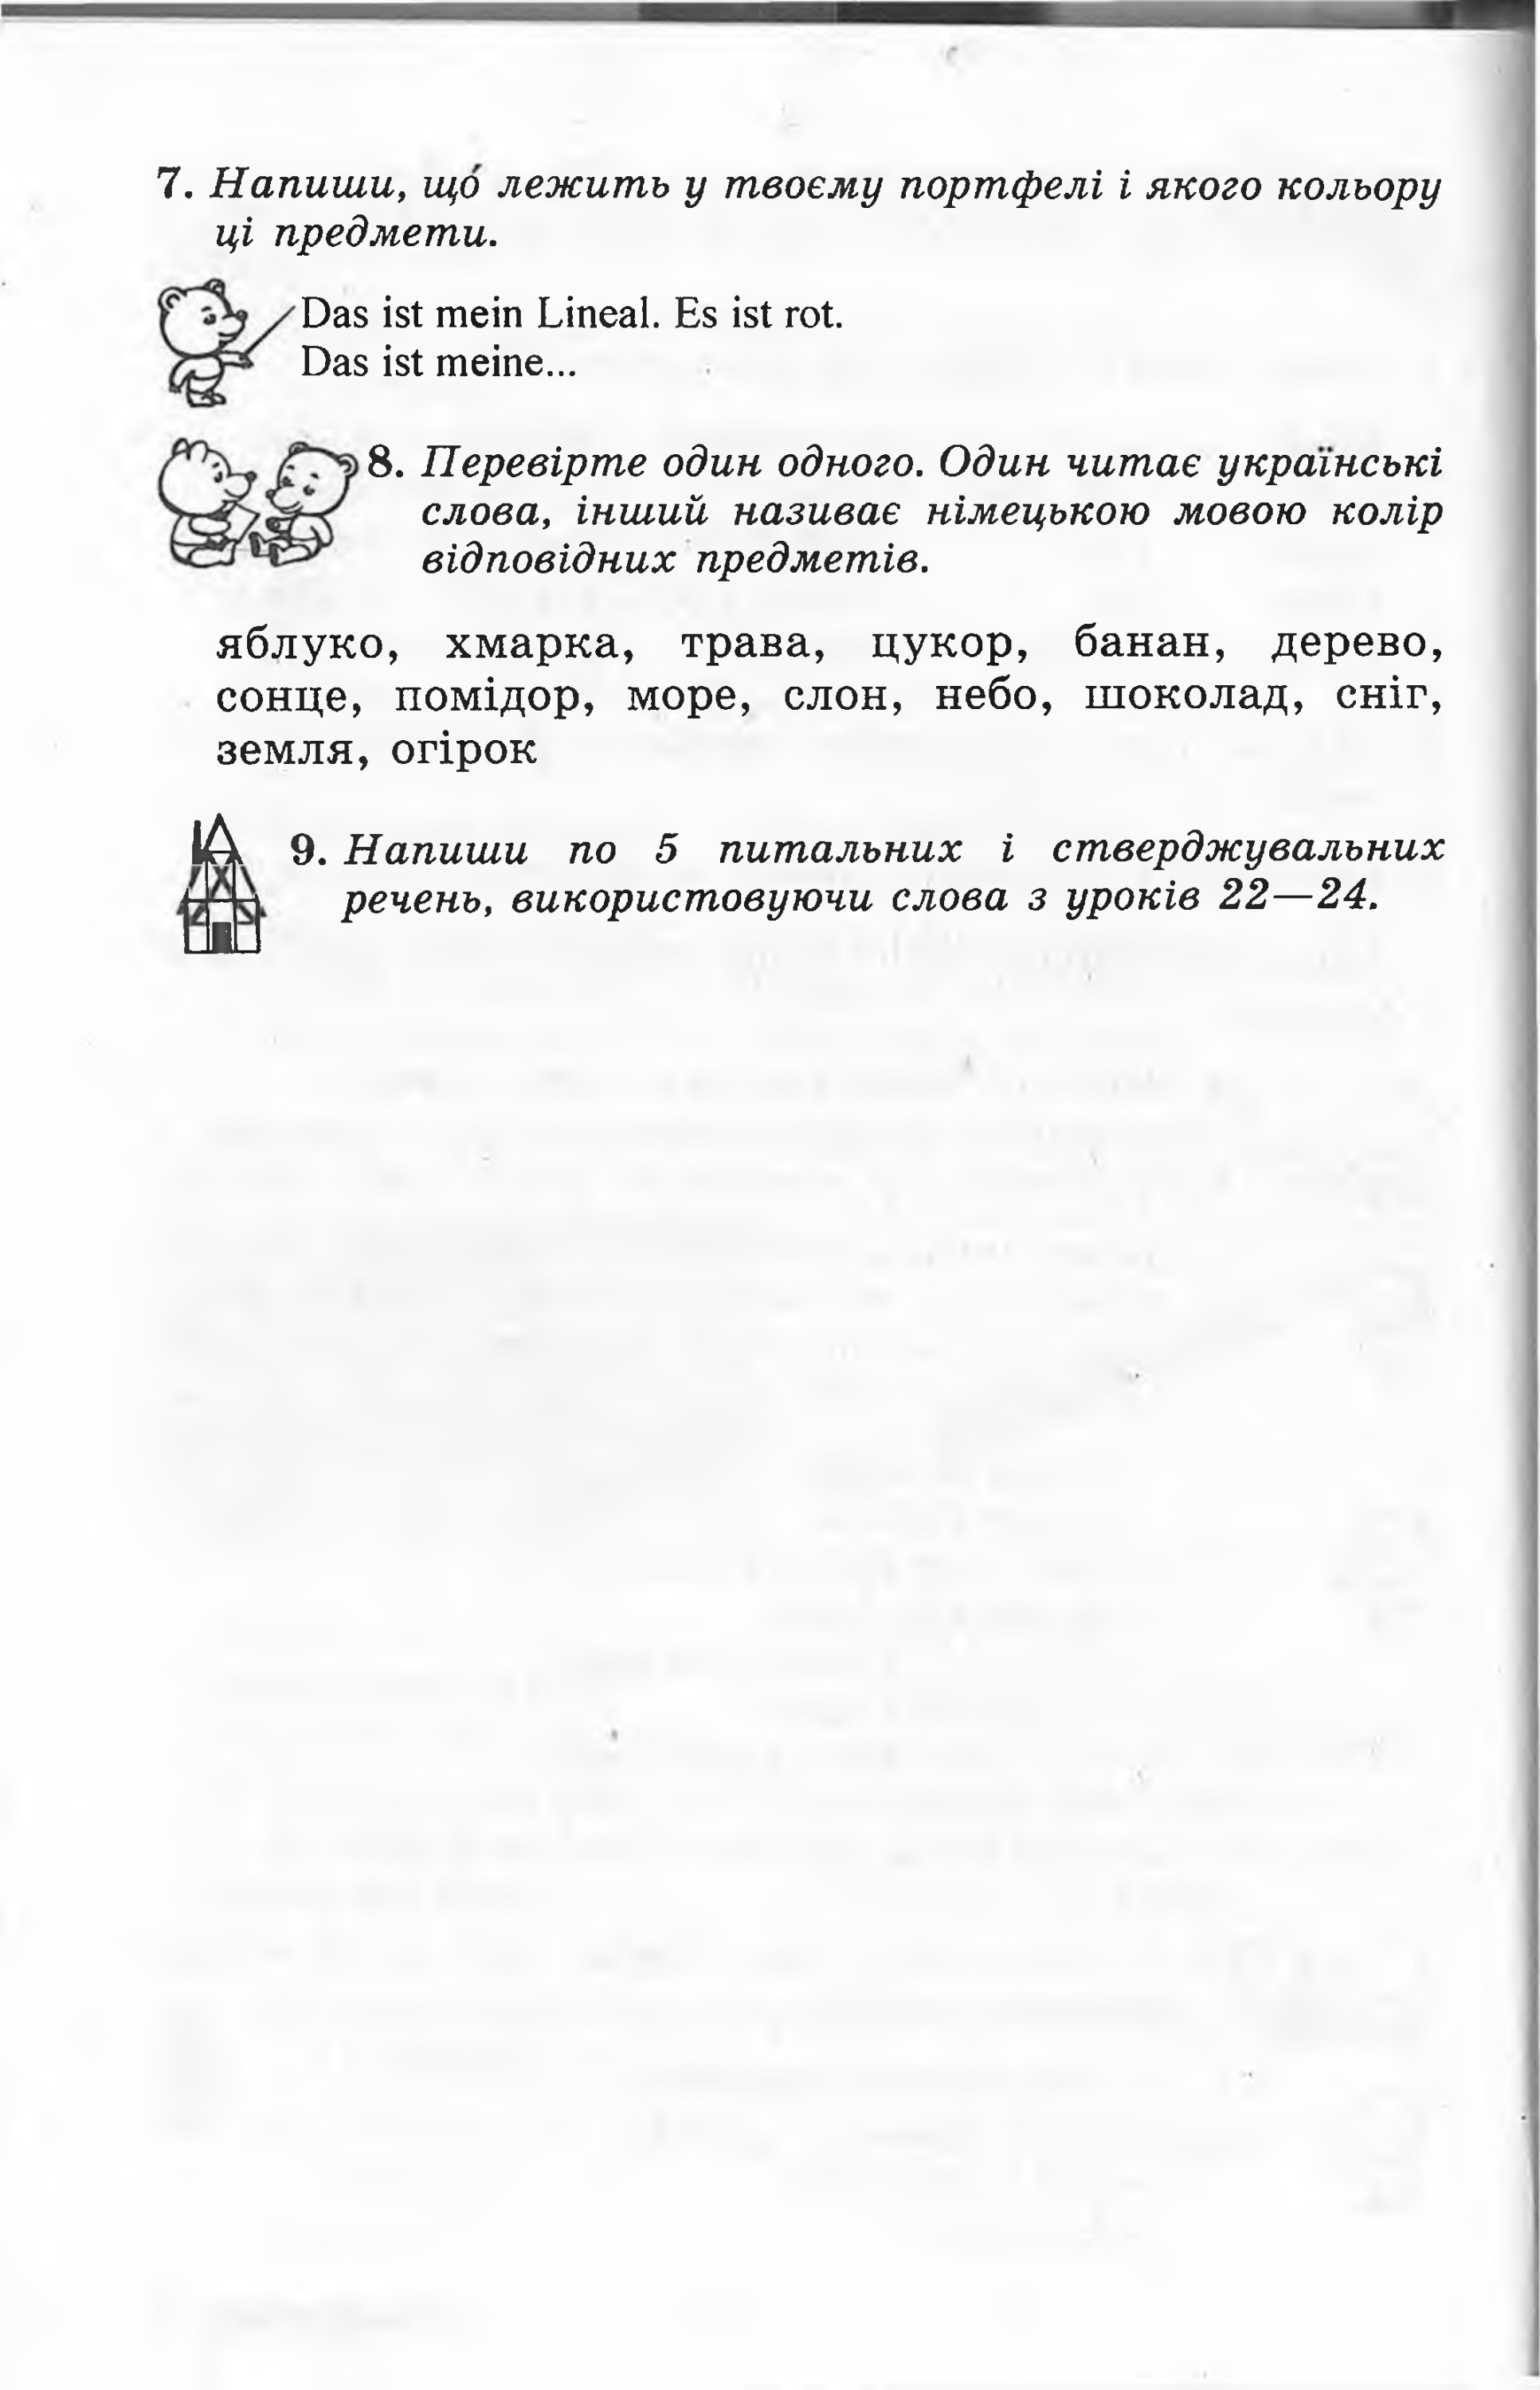 7. Напиши, що́ лежить у твоєму портфелі і якого кольору
ці предмети.
Das ist mein Lineal. Es ist rot.
Das ist meine...
8. Перевірте один одного. Один читає українські
слова, інший називає німецькою мовою колір
відповідних предметів.
яблуко, хмарка, трава, цукор, банан, дерево,
сонце, помідор, море, слон, небо, шоколад, сніг,
земля, огірок
9. Напиши по 5 питальних і стверджувальних
речень, використовуючи слова з уроків 22—24.